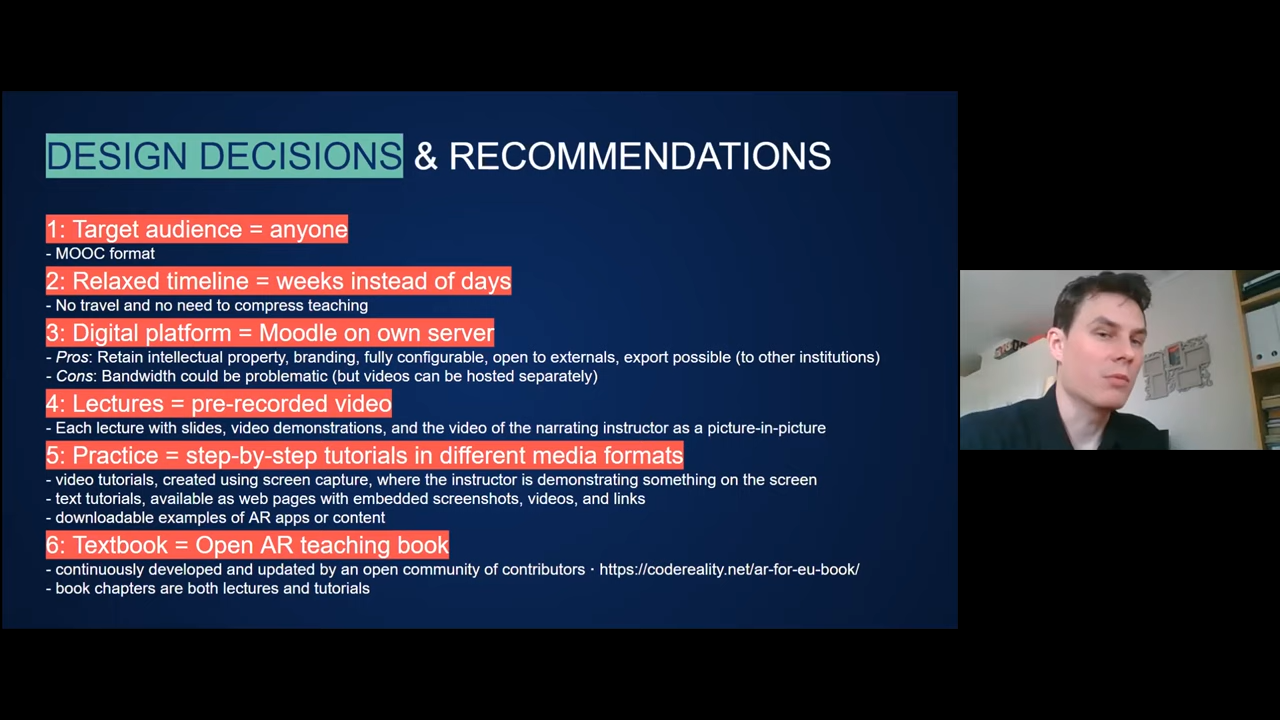 DESIGN DECISIONS & RECOMMENDATIONS
1: Target audience = anyone
- MOOC format
2: Relaxed timeline = weeks instead of days
- No travel and no need to compress teaching
3: Digital platform = Moodle on own server
- Pros: Retain intellectual property, branding, fully configurable, open to externals, export possible (to other institutions)
- Cons: Bandwidth could be problematic (but videos can be hosted separately)
4: Lectures = pre-recorded video
- Each lecture with slides, video demonstrations, and the video of the narrating instructor as a picture-in-picture
5: Practice = step-by-step tutorials in different media formats
- video tutorials, created using screen capture, where the instructor is demonstrating something on the screen
- text tutorials, available as web pages with embedded screenshots, videos, and links
- downloadable examples of AR apps or content
6: Textbook = Open AR teaching book
- continuously developed and updated by an open community of contributors · https://codereality.net/ar-for-eu-book/
- book chapters are both lectures and tutorials